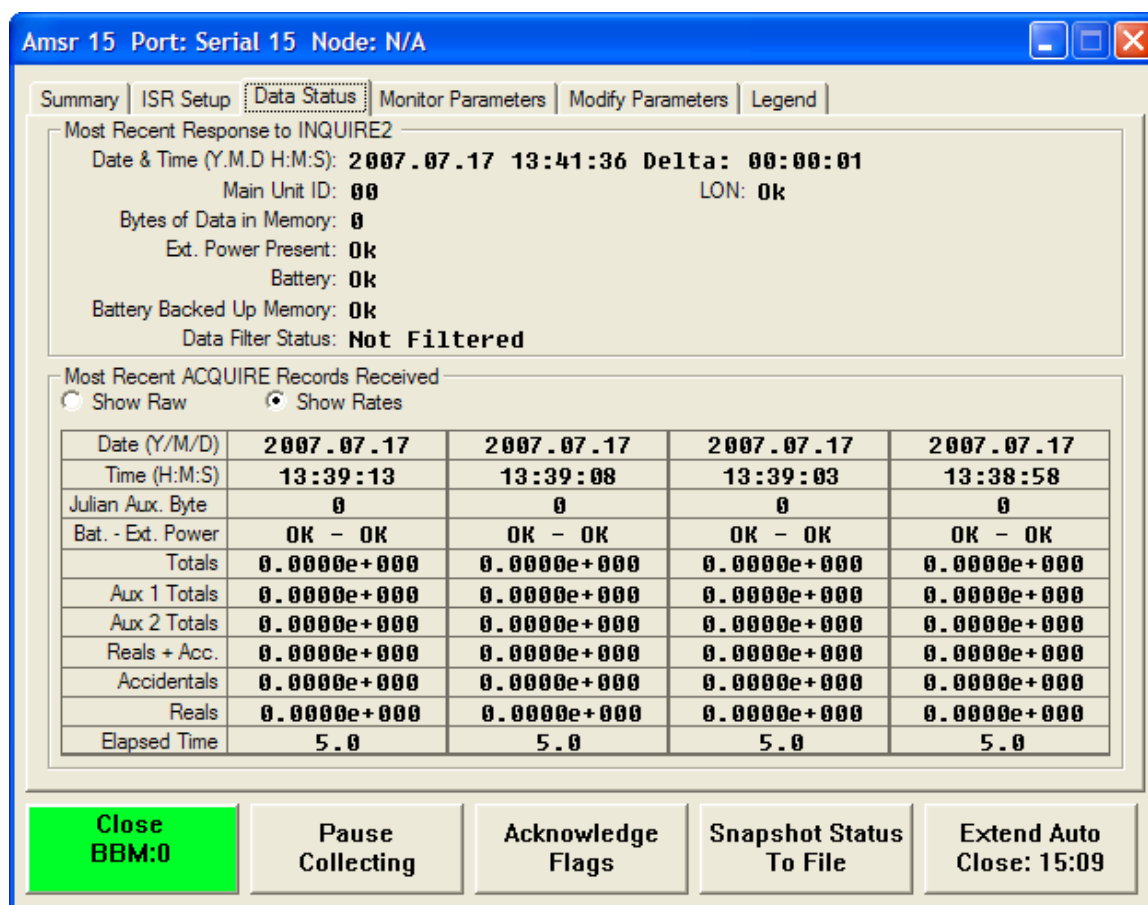 Amsr 15 Port: Serial 15 Node: N/A
Summary ISR Setup Data Status Monitor Parameters Modify Parameters Legend
Most Recent Response to INQUIRE2
Date & Time (Y.M.D H:M:S): 2007.07.17 13:41:36 Delta: 00:00:01
Main Unit ID: 00 LON: Ok
Bytes of Data in Memory: 0
Ext. Power Present: Ok
Battery: Ok
Battery Backed Up Memory: Ok
Data Filter Status: Not Filtered
Most Recent ACQUIRE Records Received
Show Raw Show Rates
Date (Y/M/D) 2007.07.17 2007.07.17 2007.07.17 2007.07.17
Time (H:M:S) 13:39:13 13:39:08 13:39:03 13:38:58
Julian Aux. Byte 0 0 0 0
Bat. - Ext. Power OK - OK OK - OK OK - OK OK - OK
Totals 0.0000e+000 0.0000e+000 0.0000e+000 0.0000e+000
Aux 1 Totals 0.0000e+000 0.0000e+000 0.0000e+000 0.0000e+000
Aux 2 Totals 0.0000e+000 0.0000e+000 0.0000e+000 0.0000e+000
Reals + Acc. 0.0000e+000 0.0000e+000 0.0000e+000 0.0000e+000
Accidentals 0.0000e+000 0.0000e+000 0.0000e+000 0.0000e+000
Reals 0.0000e+000 0.0000e+000 0.0000e+000 0.0000e+000
Elapsed Time 5.0 5.0 5.0 5.0
Close
BBM:0
Pause
Collecting
Acknowledge
Flags
Snapshot Status
To File
Extend Auto
Close: 15:09